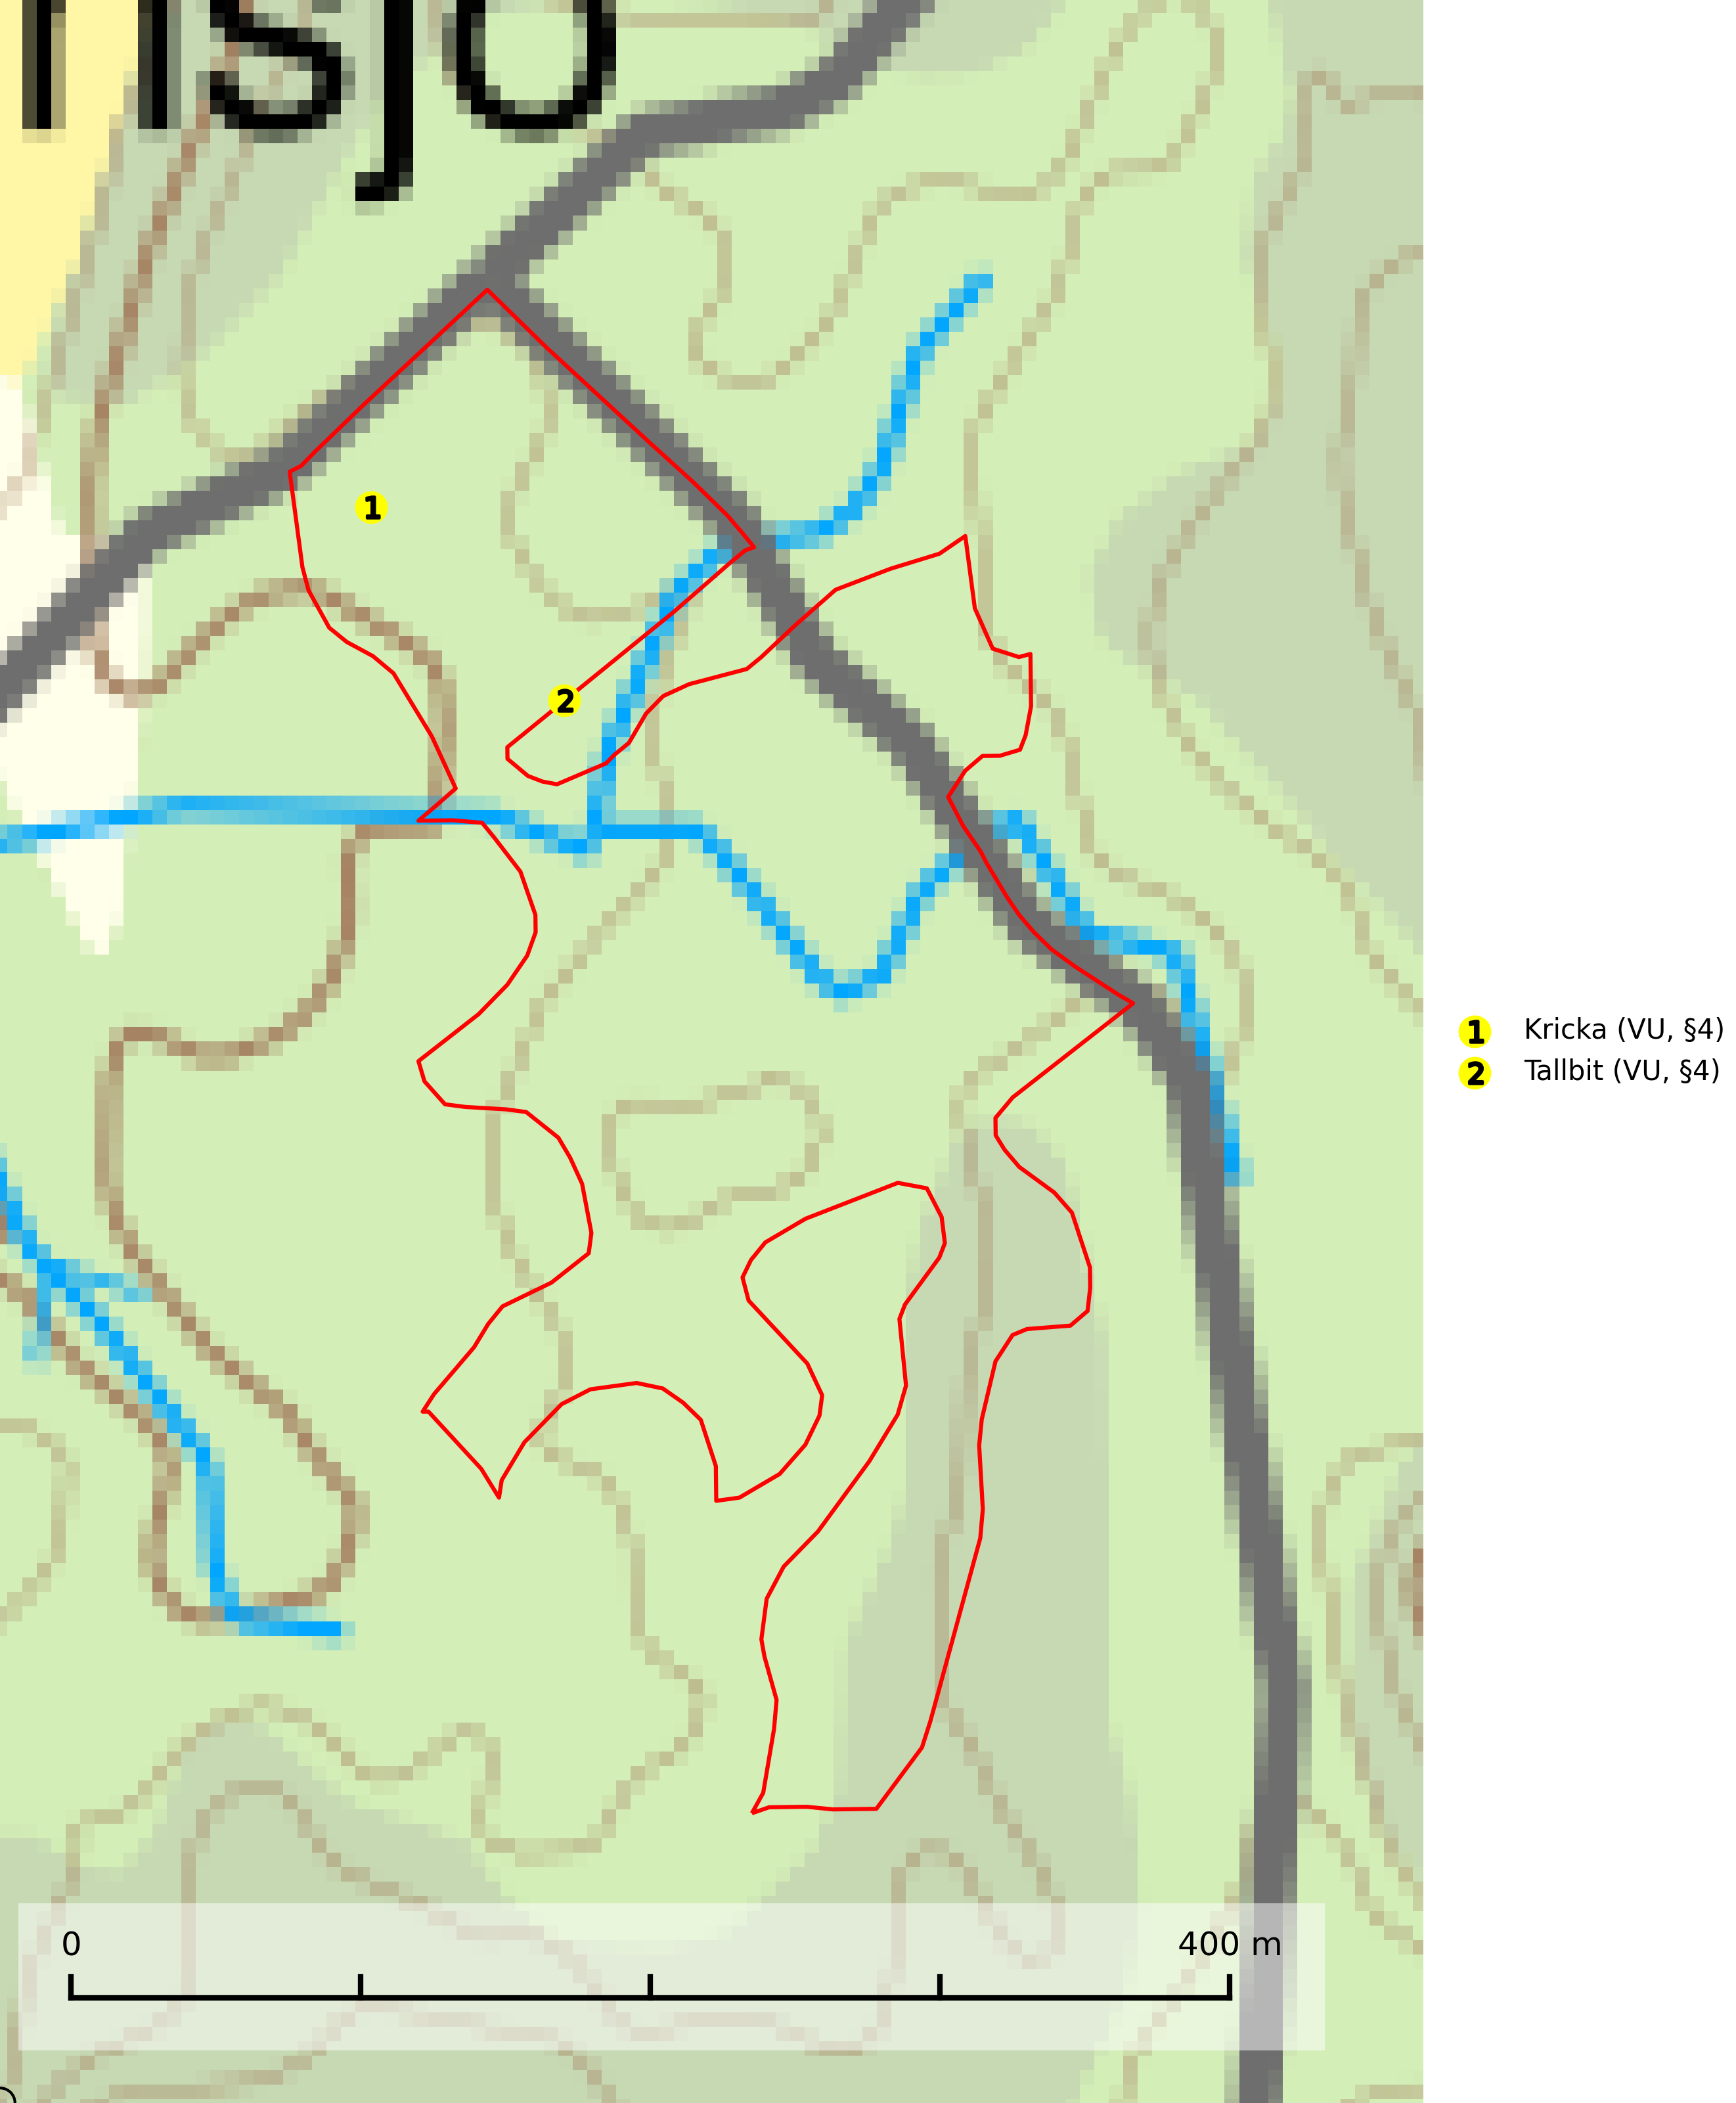 1
2
1 Kricka (VU, §4)
2 Tallbit (VU, §4)
0 400 m